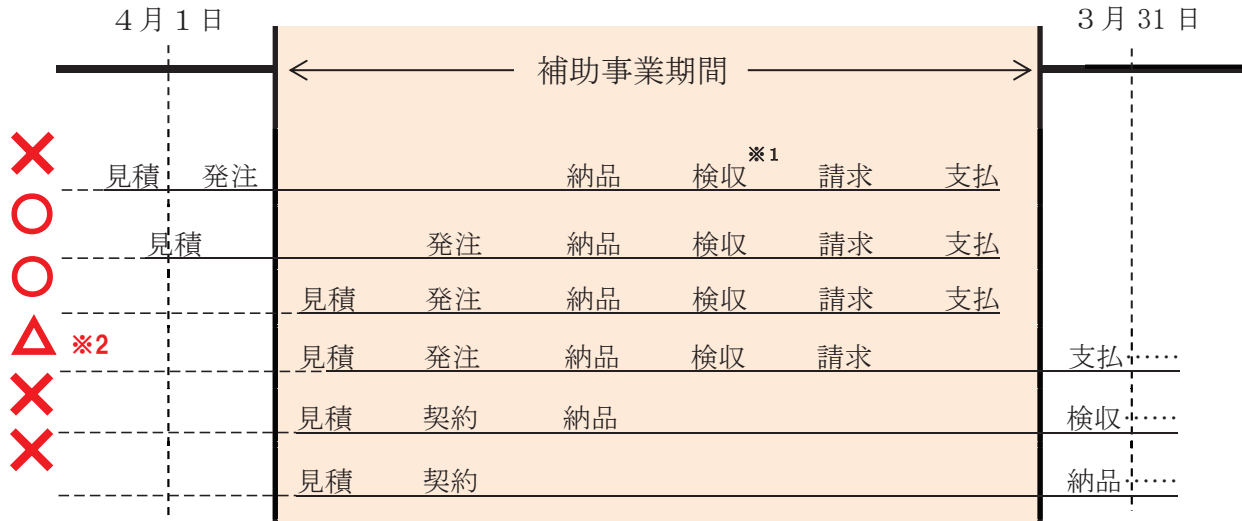 4月1日 3月31日
補助事業期間
× 見積 発注 納品 検収※1 請求 支払
○ 見積 発注 納品 検収 請求 支払
○ 見積 発注 納品 検収 請求 支払
△ ※2 見積 発注 納品 検収 請求 支払……
× 見積 契約 納品 検収……
× 見積 契約 納品……